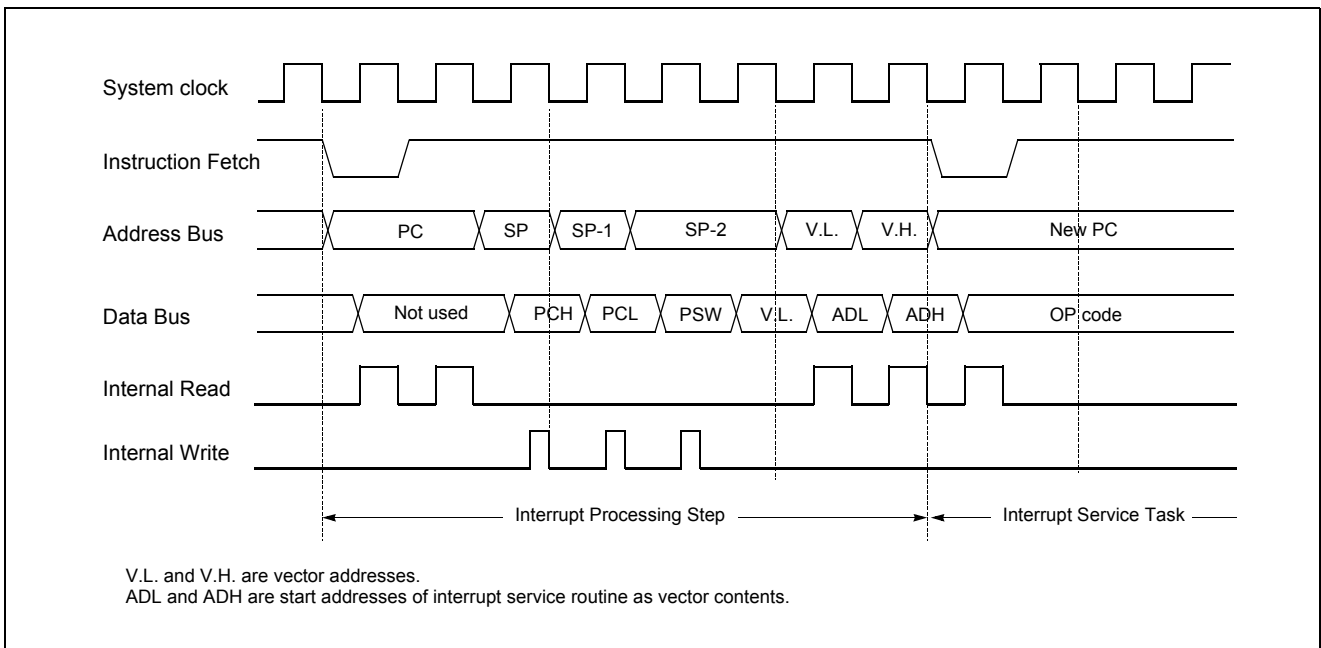 System clock
Instruction Fetch
Address Bus PC SP SP-1 SP-2 V.L. V.H. New PC
Data Bus Not used PCH PCL PSW V.L. ADL ADH OP code
Internal Read
Internal Write
Interrupt Processing Step Interrupt Service Task
V.L. and V.H. are vector addresses.
ADL and ADH are start addresses of interrupt service routine as vector contents.